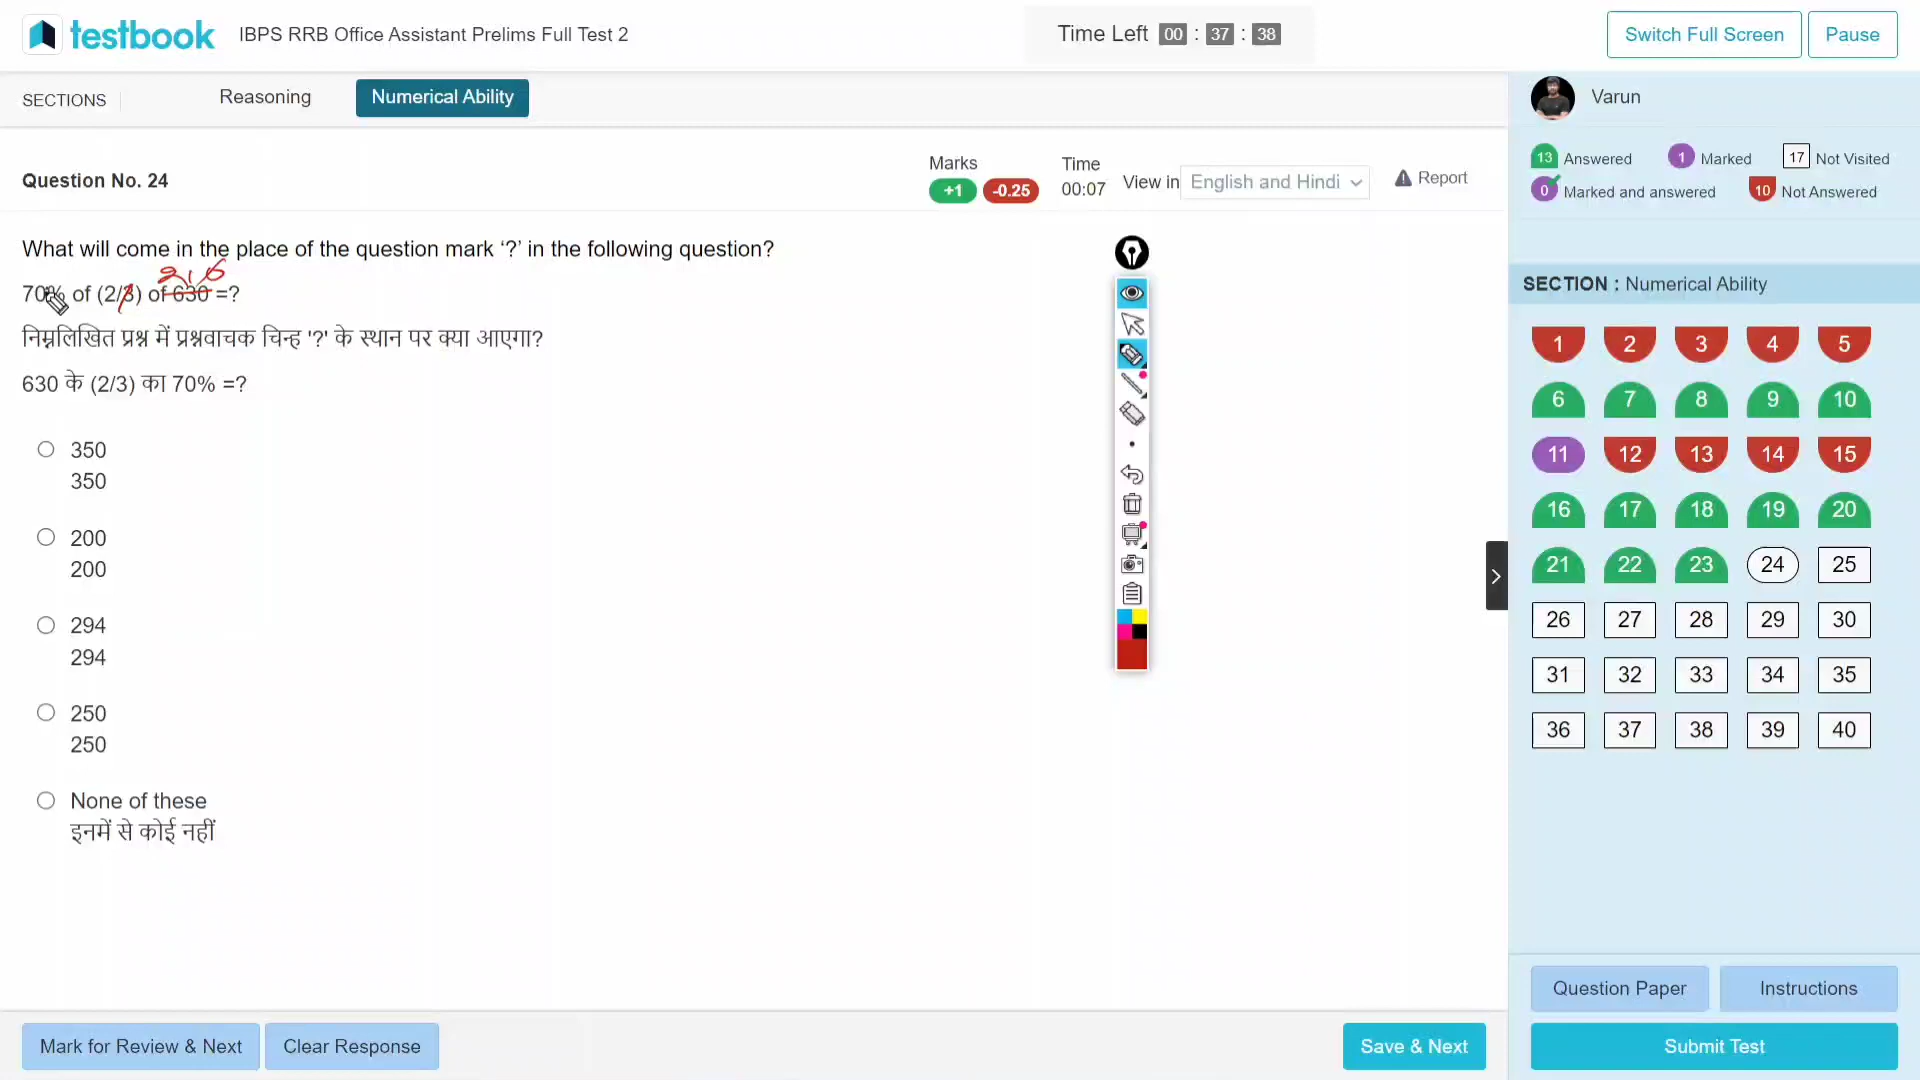 testbook IBPS RRB Office Assistant Prelims Full Test 2 Time Left 00 : 37 : 38 Switch Full Screen Pause
SECTIONS Reasoning Numerical Ability
Varun
13 Answered 1 Marked 17 Not Visited
0 Marked and answered 10 Not Answered
Question No. 24
Marks
+1 -0.25
Time
00:07
View in English and Hindi
Report
What will come in the place of the question mark ‘?’ in the following question?
210
70% of (2/3) of 630 =?
निम्नलिखित प्रश्न में प्रश्नवाचक चिन्ह '?' के स्थान पर क्या आएगा?
630 के (2/3) का 70% =?
350
350
200
200
294
294
250
250
None of these
इनमें से कोई नहीं
SECTION : Numerical Ability
1 2 3 4 5
6 7 8 9 10
11 12 13 14 15
16 17 18 19 20
21 22 23 24 25
26 27 28 29 30
31 32 33 34 35
36 37 38 39 40
Question Paper Instructions
Mark for Review & Next Clear Response Save & Next Submit Test